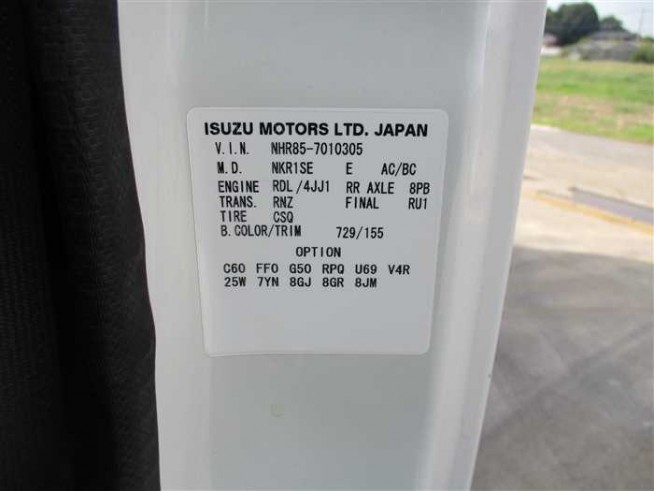 ISUZU MOTORS LTD. JAPAN
V.I.N. NHR85-7010305
M.D. NKR1SE E AC/BC
ENGINE RDL/4JJ1 RR AXLE 8PB
TRANS. RNZ FINAL RU1
TIRE CSQ
B.COLOR/TRIM 729/155
OPTION
C60 FF0 G50 RPQ U69 V4R
25W 7YN 8GJ 8GR 8JM